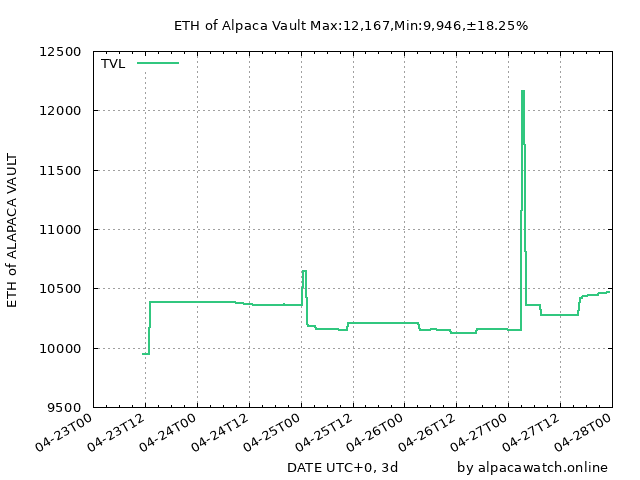 ETH of Alpaca Vault Max:12,167,Min:9,946,±18.25%
TVL
12500
12000
11500
11000
10500
10000
9500
ETH of ALAPACA VAULT
04-23T00
04-23T12
04-24T00
04-24T12
04-25T00
04-25T12
04-26T00
04-26T12
04-27T00
04-27T12
04-28T00
DATE UTC+0, 3d
by alpacawatch.online